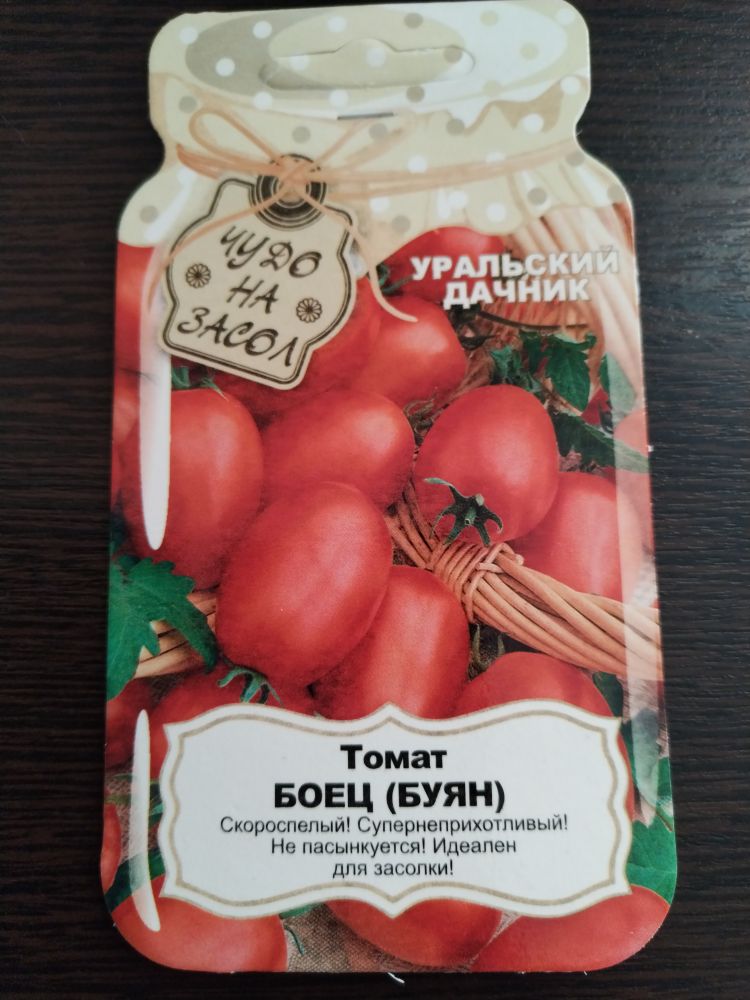 ЧУДО
НА
ЗАСОЛ
УРАЛЬСКИЙ
ДАЧНИК
Томат
БОЕЦ (БУЯН)
Скороспелый! Супернеприхотливый!
Не пасынкуется! Идеален
для засолки!